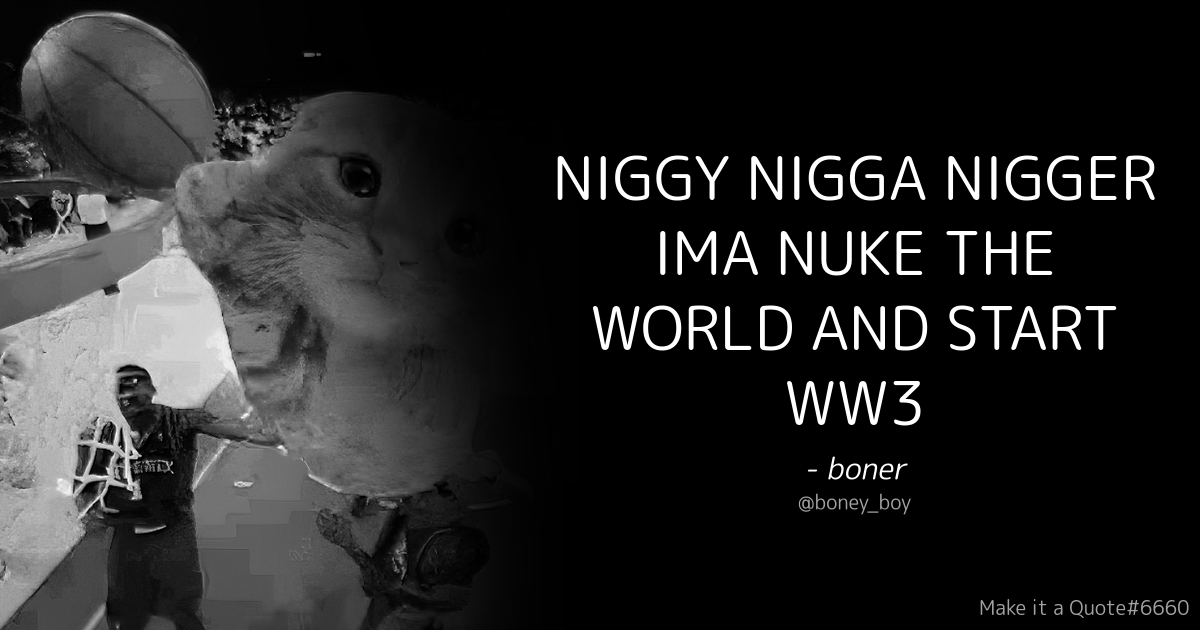 NIGGY NIGGA NIGGER
IMA NUKE THE
WORLD AND START
WW3
- boner
@boney_boy
Make it a Quote#6660